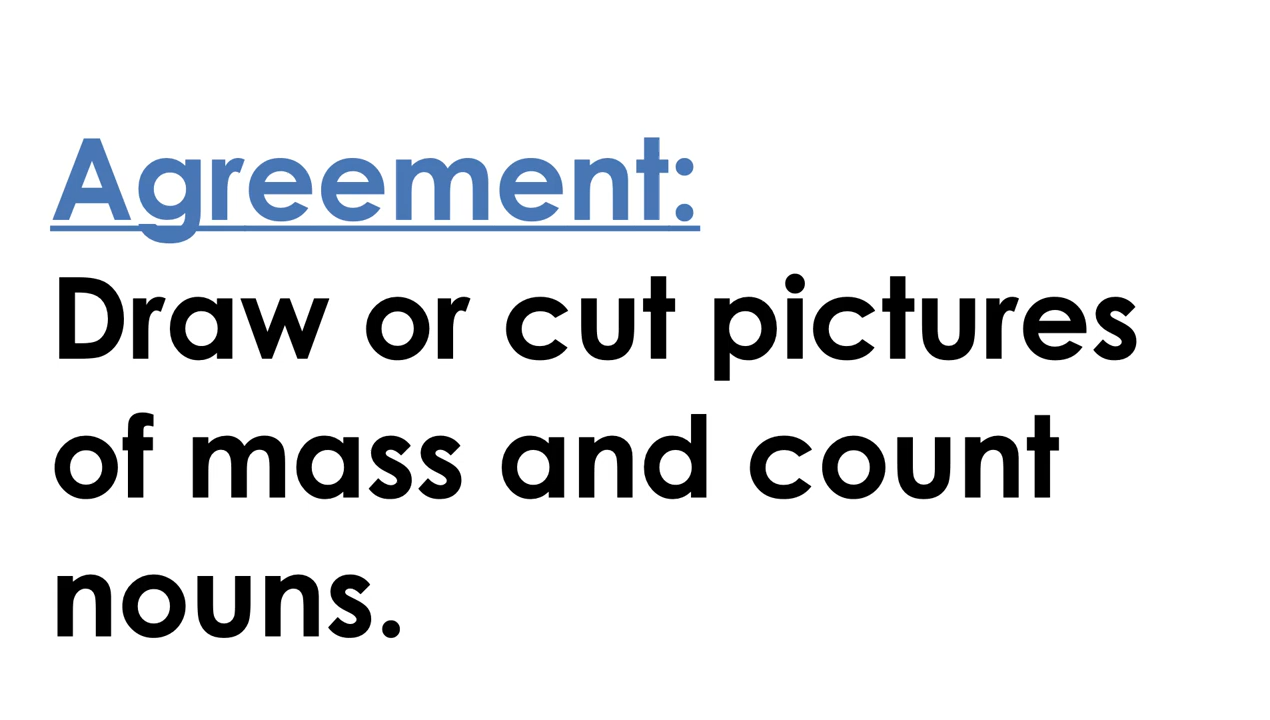 Agreement:
Draw or cut pictures
of mass and count
nouns.